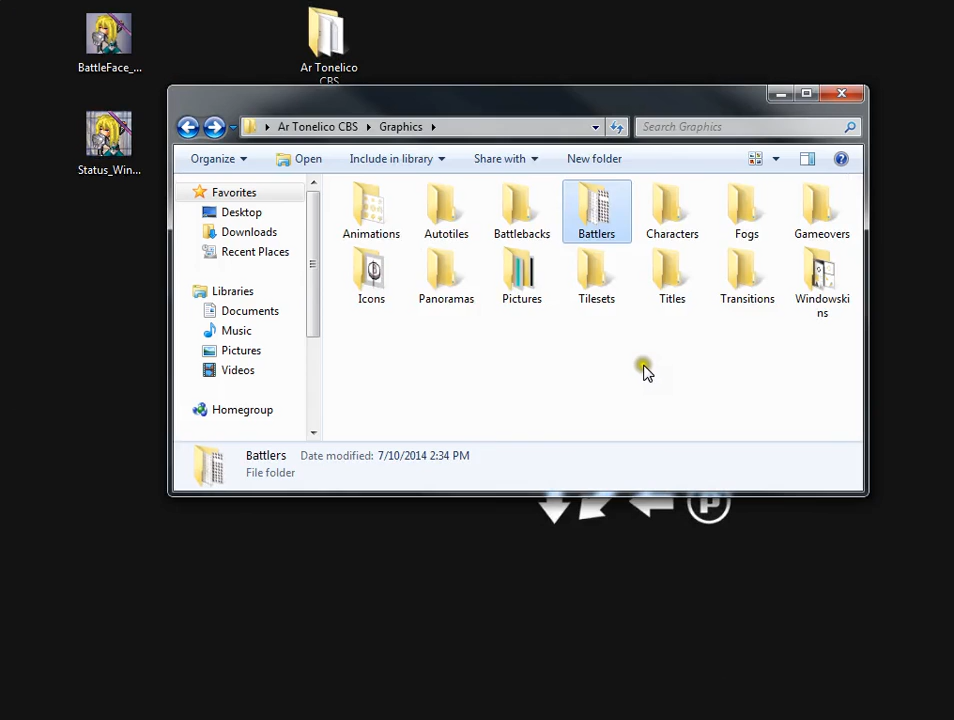 BattleFace_...
Ar Tonelico
CBS
Status_Win...
Ar Tonelico CBS
Graphics
Search Graphics
Organize
Open
Include in library
Share with
New folder
Favorites
Desktop
Downloads
Recent Places
Libraries
Documents
Music
Pictures
Videos
Homegroup
Animations
Autotiles
Battlebacks
Battlers
Characters
Fogs
Gameovers
Icons
Panoramas
Pictures
Tilesets
Titles
Transitions
Windowski
ns
Battlers Date modified: 7/10/2014 2:34 PM
File folder